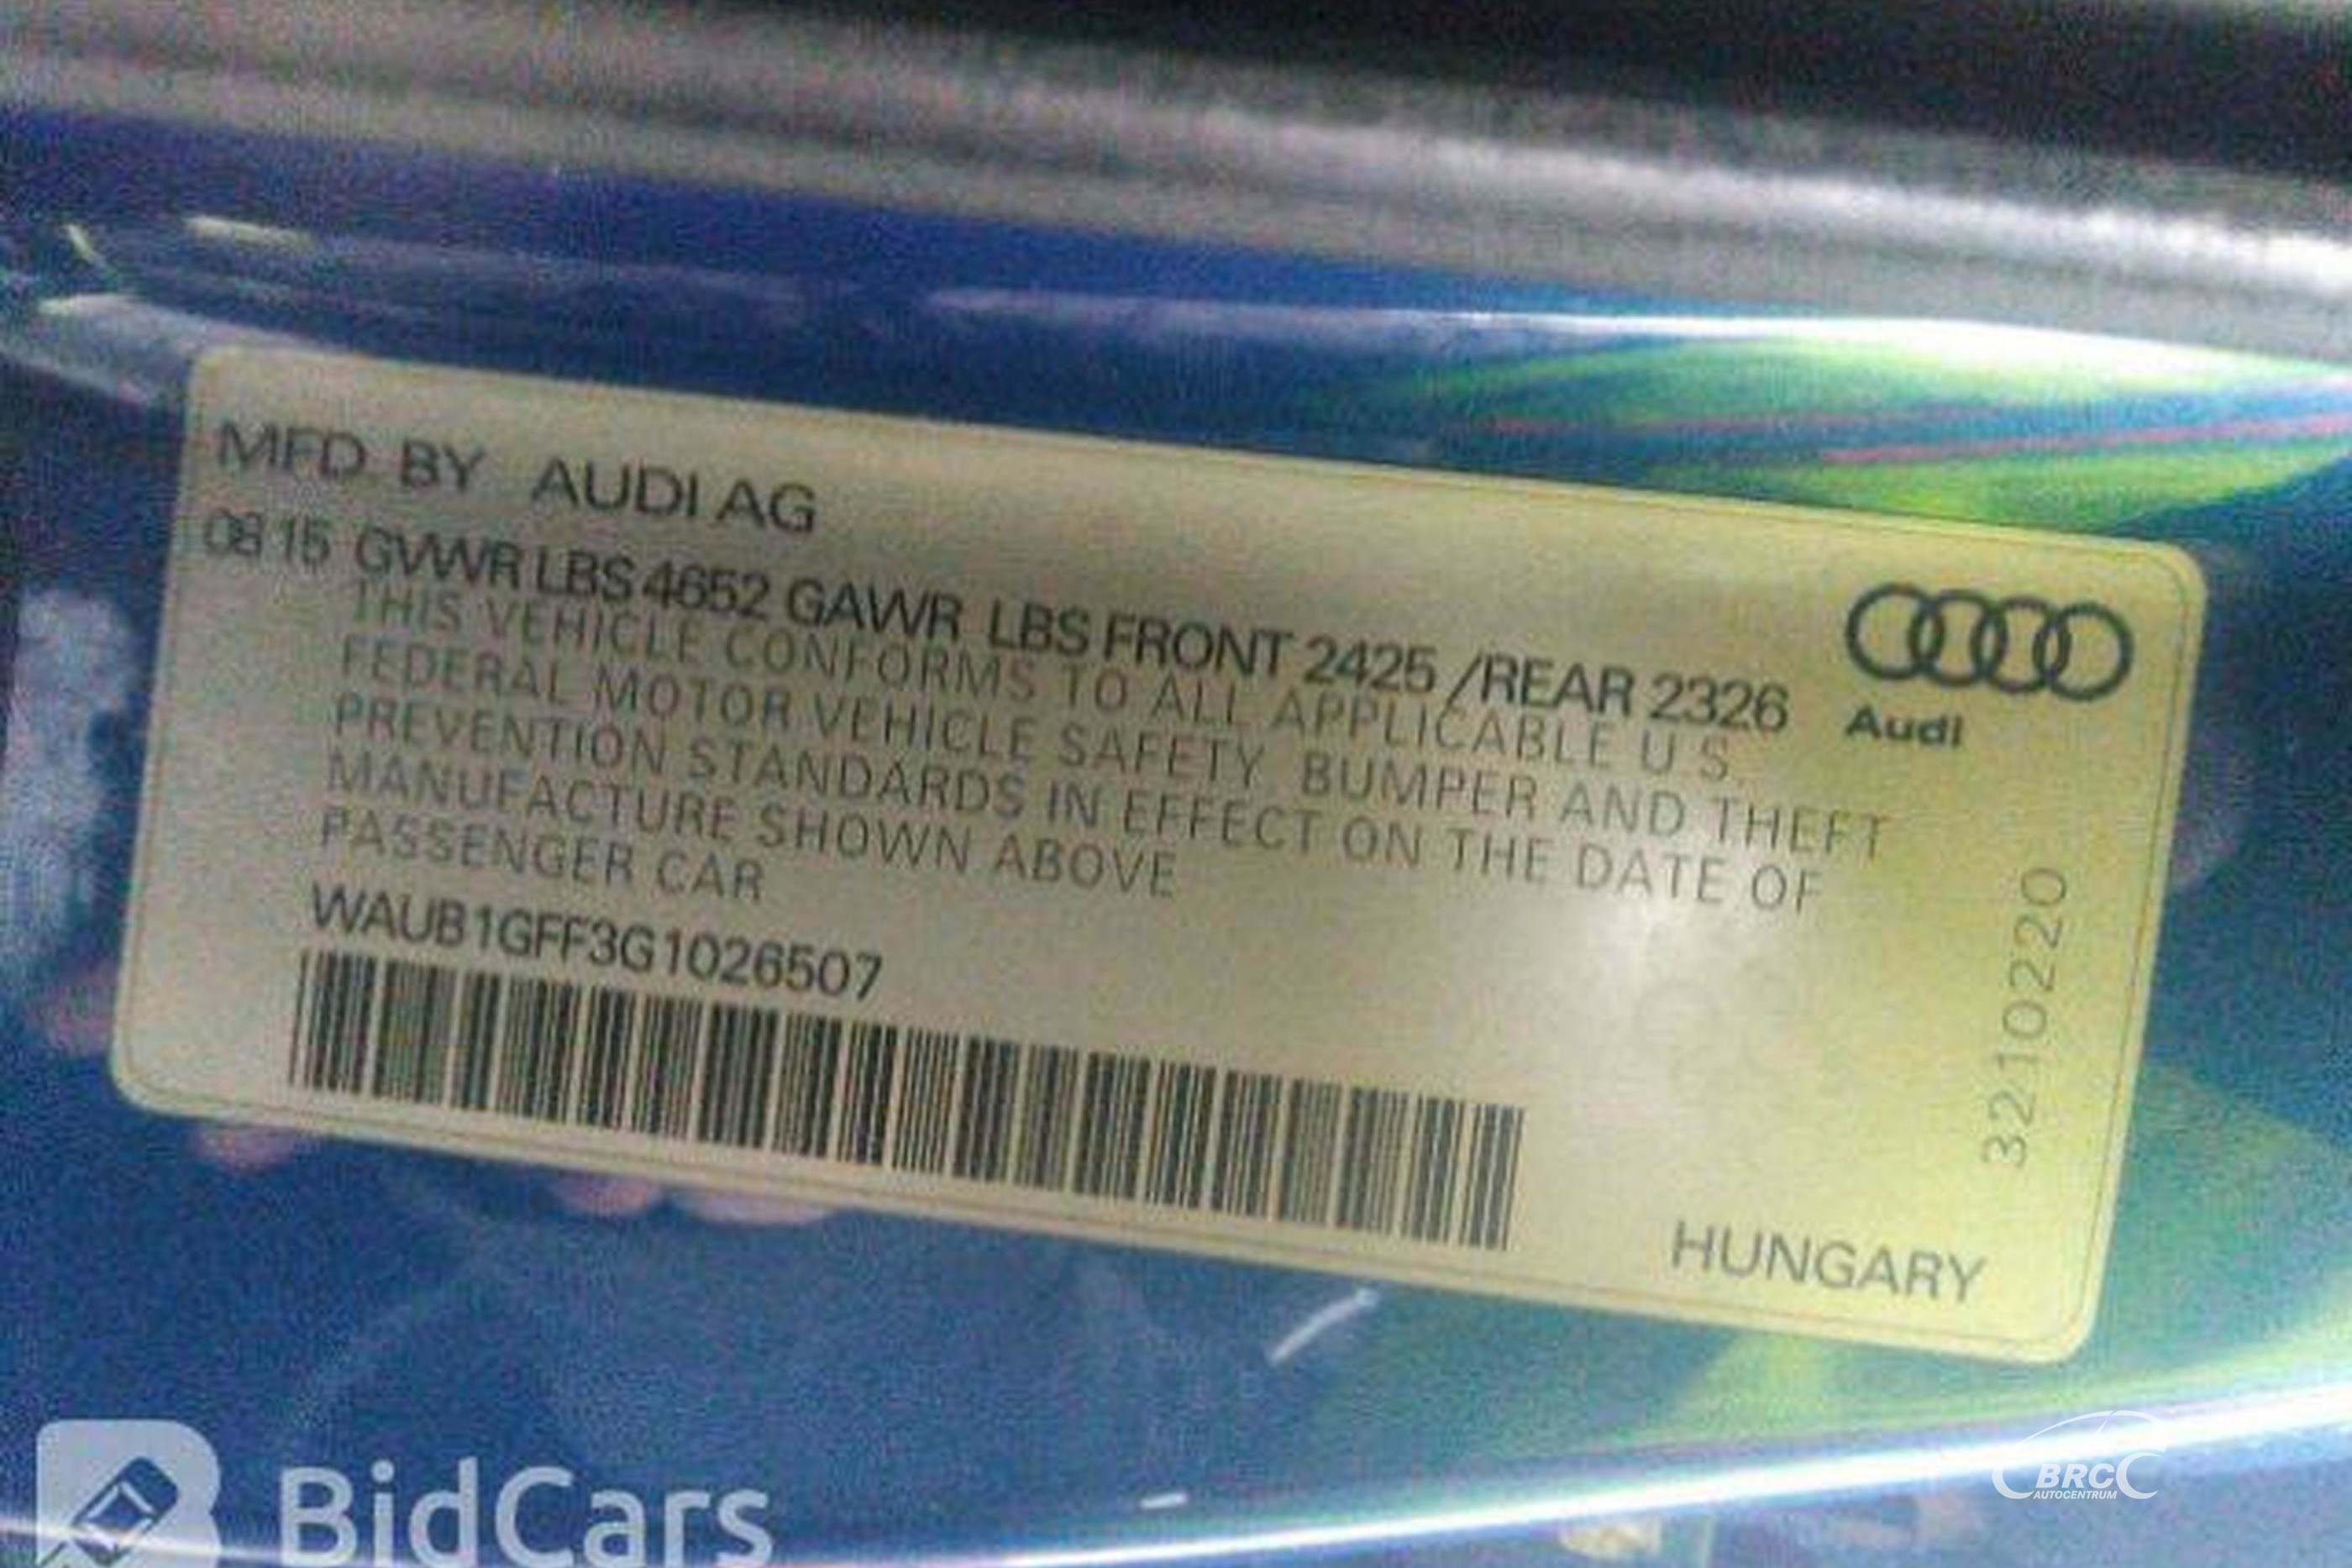 MFD. BY AUDI AG
08 15 GVWR LBS 4652 GAWR LBS FRONT 2425 /REAR 2326
THIS VEHICLE CONFORMS TO ALL APPLICABLE U.S.
FEDERAL MOTOR VEHICLE SAFETY, BUMPER AND THEFT
PREVENTION STANDARDS IN EFFECT ON THE DATE OF
MANUFACTURE SHOWN ABOVE
PASSENGER CAR
WAUB1GFF3G1026507
Audi
3210220
HUNGARY
BidCars
BRC
AUTOCENTRUM